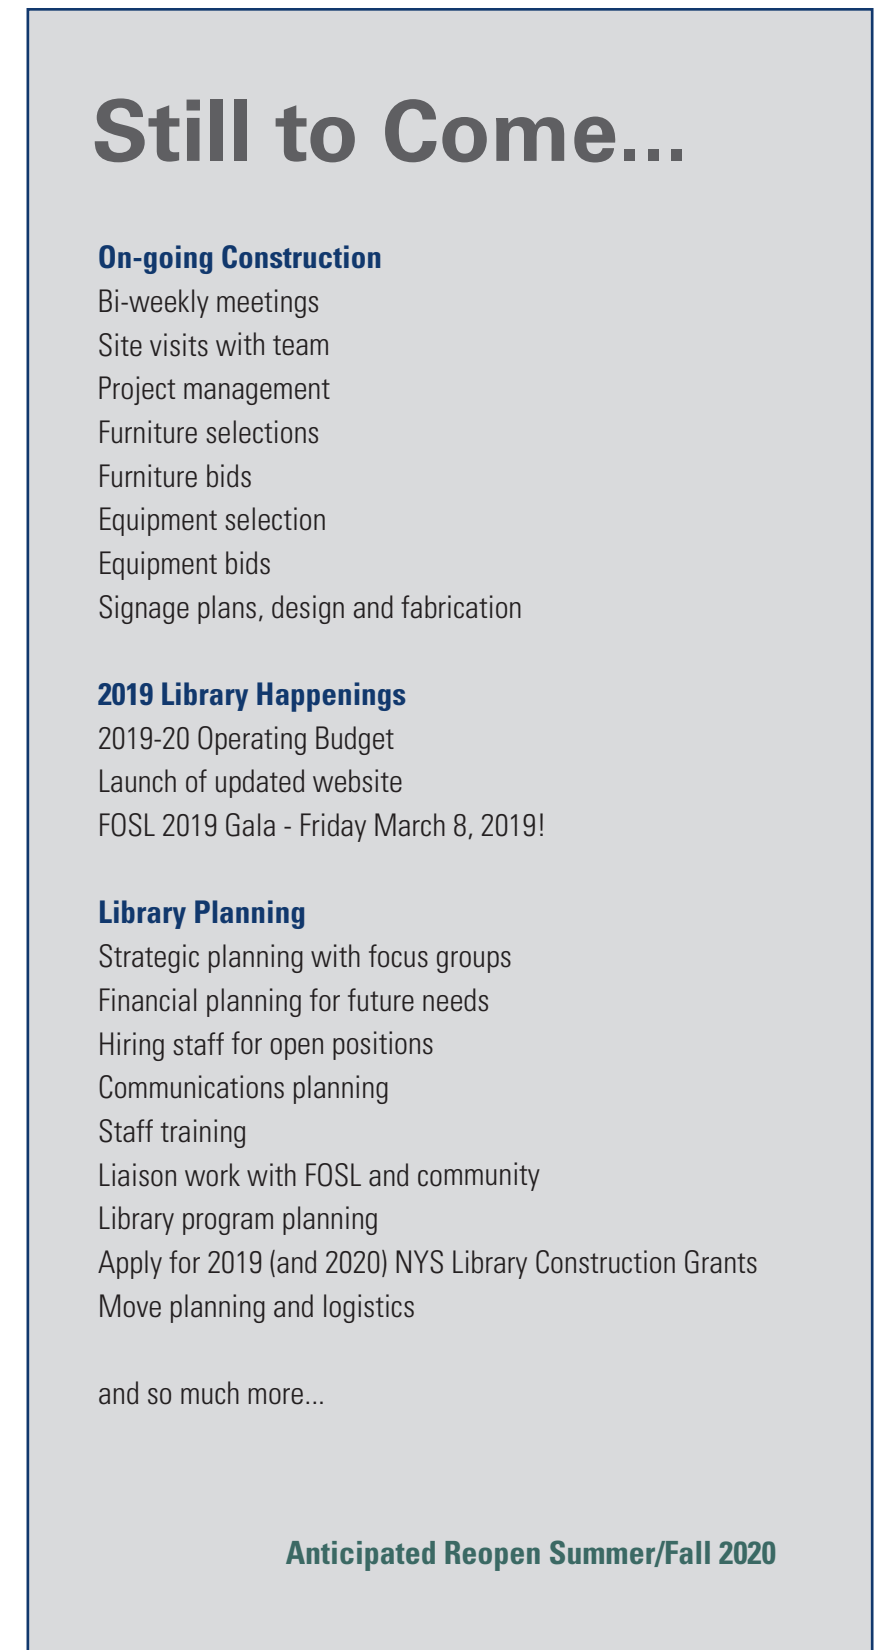 Still to Come...
On-going Construction
Bi-weekly meetings
Site visits with team
Project management
Furniture selections
Furniture bids
Equipment selection
Equipment bids
Signage plans, design and fabrication
2019 Library Happenings
2019-20 Operating Budget
Launch of updated website
FOSL 2019 Gala - Friday March 8, 2019!
Library Planning
Strategic planning with focus groups
Financial planning for future needs
Hiring staff for open positions
Communications planning
Staff training
Liaison work with FOSL and community
Library program planning
Apply for 2019 (and 2020) NYS Library Construction Grants
Move planning and logistics
and so much more...
Anticipated Reopen Summer/Fall 2020